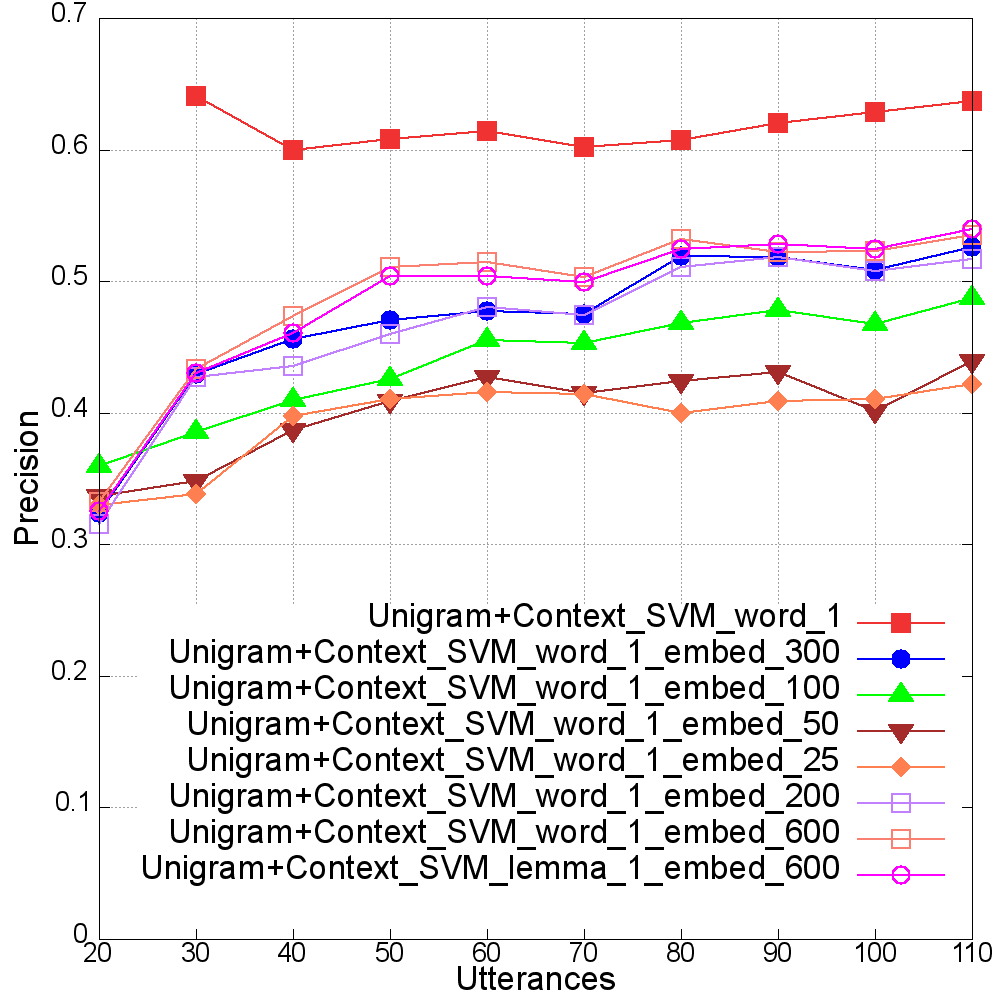 0.7
0.6
0.5
0.4
0.3
0.2
0.1
0
Precision
Unigram+Context_SVM_word_1
Unigram+Context_SVM_word_1_embed_300
Unigram+Context_SVM_word_1_embed_100
Unigram+Context_SVM_word_1_embed_50
Unigram+Context_SVM_word_1_embed_25
Unigram+Context_SVM_word_1_embed_200
Unigram+Context_SVM_word_1_embed_600
Unigram+Context_SVM_lemma_1_embed_600
20 30 40 50 60 70 80 90 100 110
Utterances